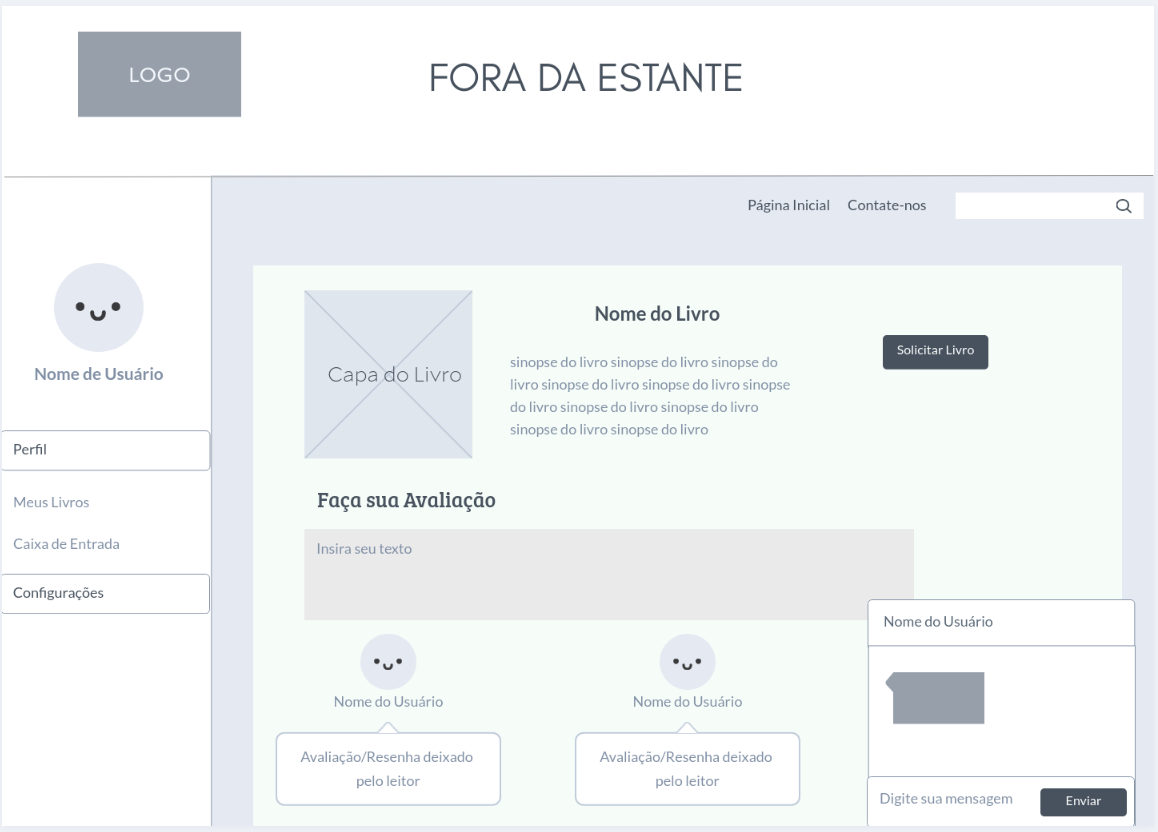 LOGO
FORA DA ESTANTE
Página Inicial
Contate-nos
Nome de Usuário
Perfil
Meus Livros
Caixa de Entrada
Configurações
Capa do Livro
Nome do Livro
sinopse do livro sinopse do livro sinopse do
livro sinopse do livro sinopse do livro sinopse
do livro sinopse do livro sinopse do livro
sinopse do livro sinopse do livro
Solicitar Livro
Faça sua Avaliação
Insira seu texto
Nome do Usuário
Avaliação/Resenha deixado
pelo leitor
Nome do Usuário
Avaliação/Resenha deixado
pelo leitor
Nome do Usuário
Digite sua mensagem
Enviar